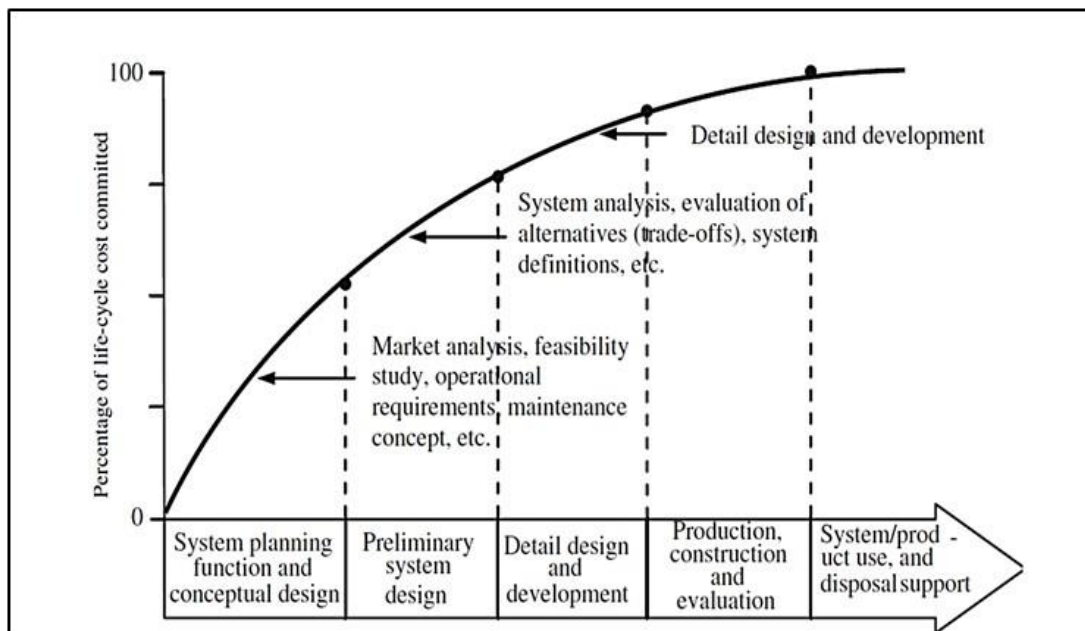 100
Detail design and development
System analysis, evaluation of
alternatives (trade-offs), system
definitions, etc.
Market analysis, feasibility
study, operational
requirements, maintenance
concept, etc.
Percentage of life-cycle cost committed
0
System planning
function and
conceptual design
Preliminary
system
design
Detail design
and
development
Production,
construction
and
evaluation
System/prod -
uct use, and
disposal support